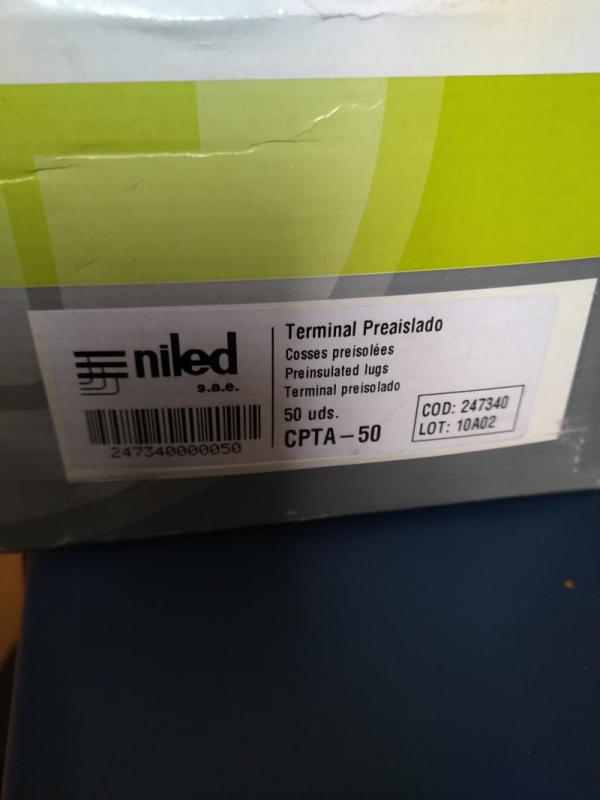 niled
s.a.e.
247340000050
Terminal Preaislado
Cosses preisolées
Preinsulated lugs
Terminal preisolado
50 uds.
CPTA-50
COD: 247340
LOT: 10A02